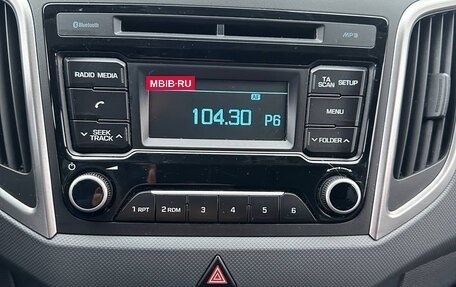 Bluetooth
MP3
RADIO MEDIA
MBIB-RU
TA SCAN
SETUP
AF
104.30 P6
MENU
SEEK TRACK
FOLDER
1 RPT
2 RDM
3
4
5
6